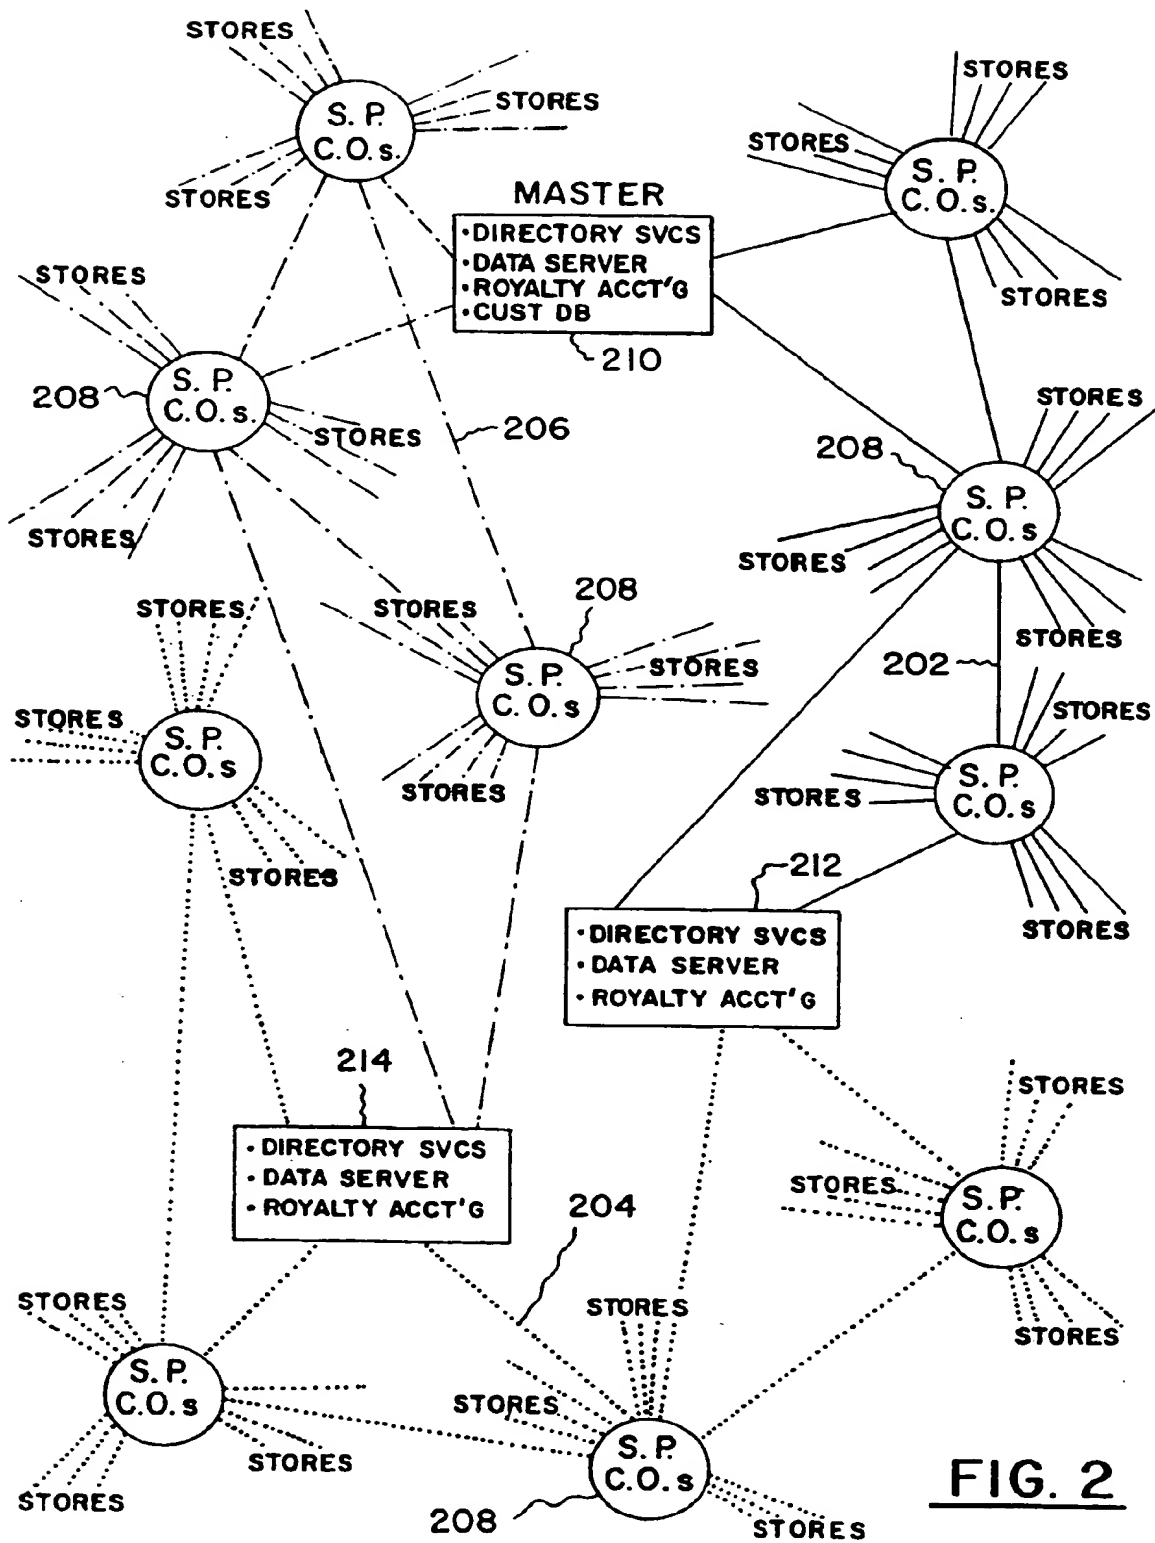 STORES
STORES
S. P.
C.O.s.
STORES
STORES
STORES
S. P.
C.O.s.
STORES
MASTER
•DIRECTORY SVCS
•DATA SERVER
•ROYALTY ACCT'G
•CUST DB
210
STORES
208
S. P.
C.O.s.
STORES
STORES
206
STORES
208
S. P.
C.O.s
STORES
STORES
202
STORES
208
STORES
S. P.
C.O.s
STORES
STORES
STORES
S. P.
C.O.s
STORES
STORES
S. P.
C.O.s
STORES
STORES
212
• DIRECTORY SVCS
• DATA SERVER
• ROYALTY ACCT'G
214
• DIRECTORY SVCS
• DATA SERVER
• ROYALTY ACCT'G
204
STORES
STORES
S. P.
C.O.s
STORES
STORES
S. P.
C.O.s
STORES
STORES
STORES
STORES
S. P.
C.O.s
208
STORES
FIG. 2